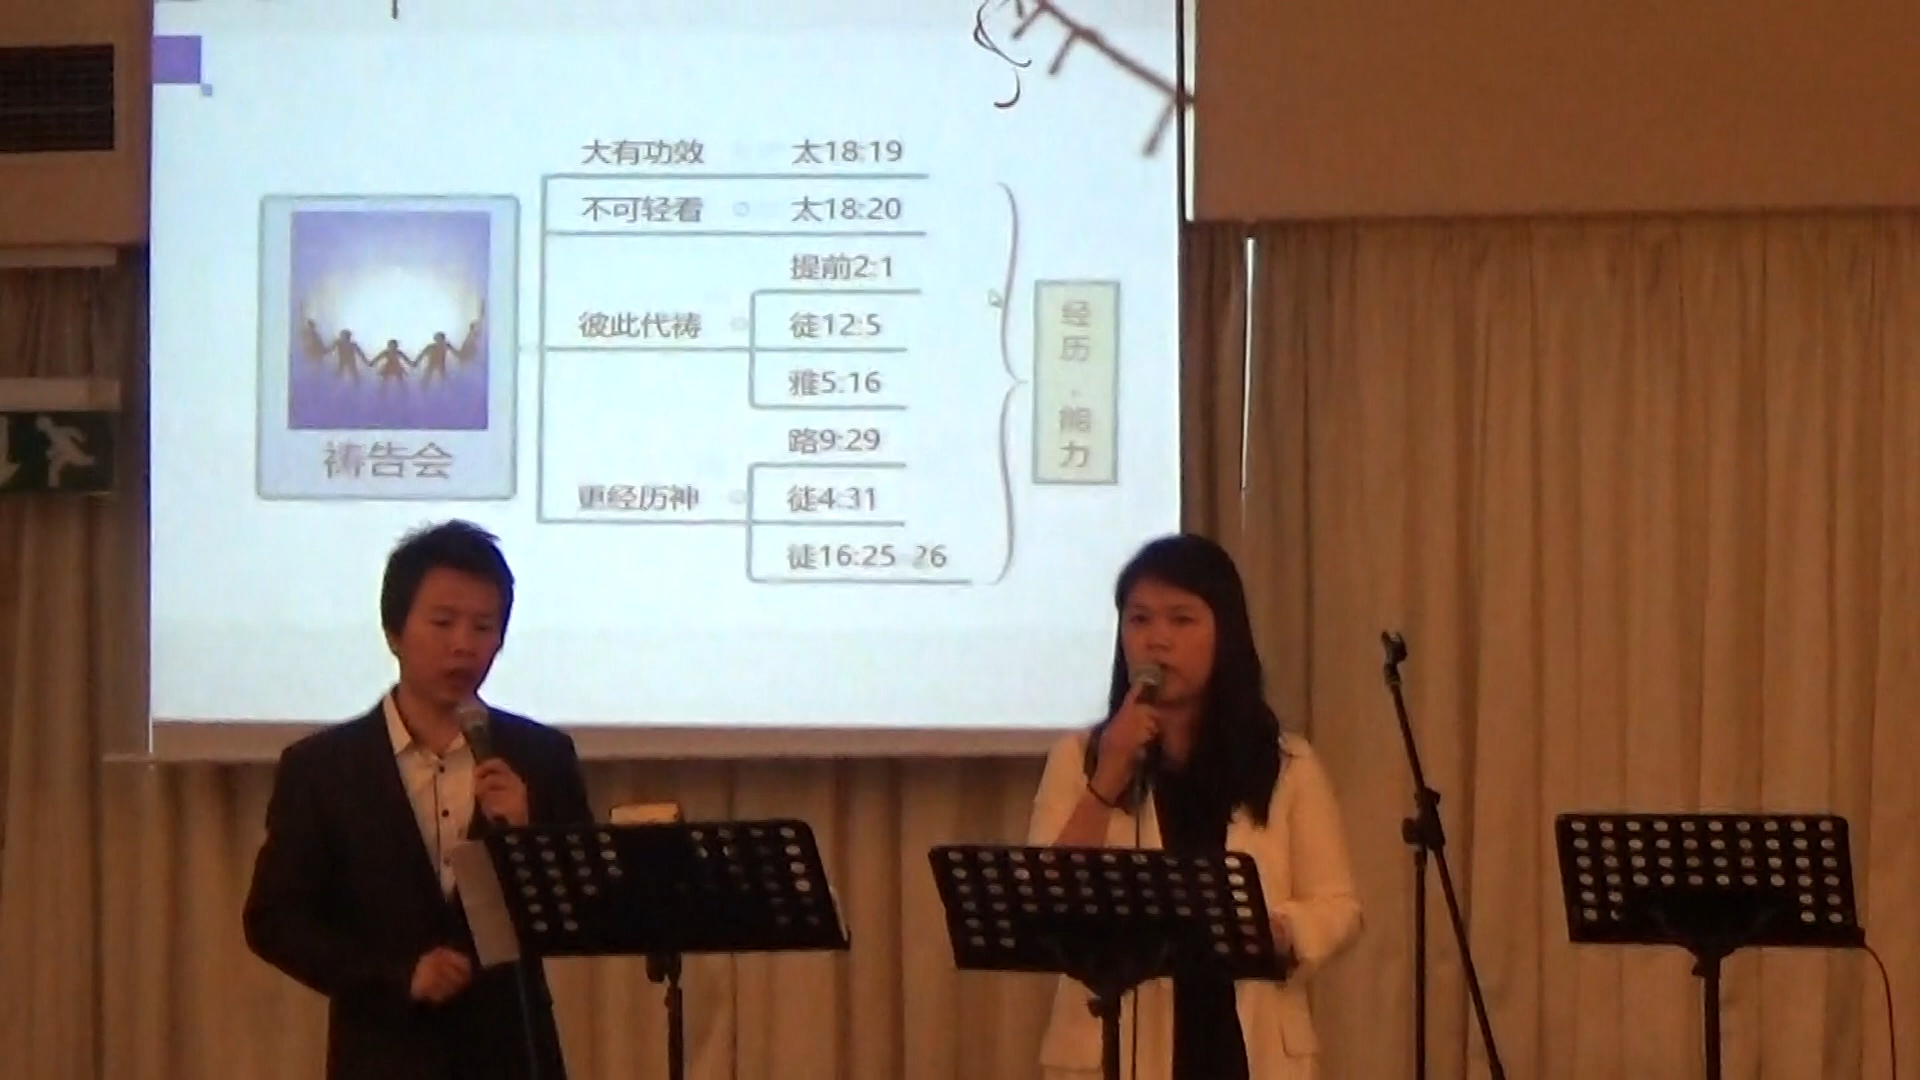 大有功效 太18:19
不可轻看 太18:20
提前2:1
彼此代祷 徒12:5
雅5:16
路9:29
更经历神 徒4:31
徒16:25 26
祷告会
经
历
.
能
力